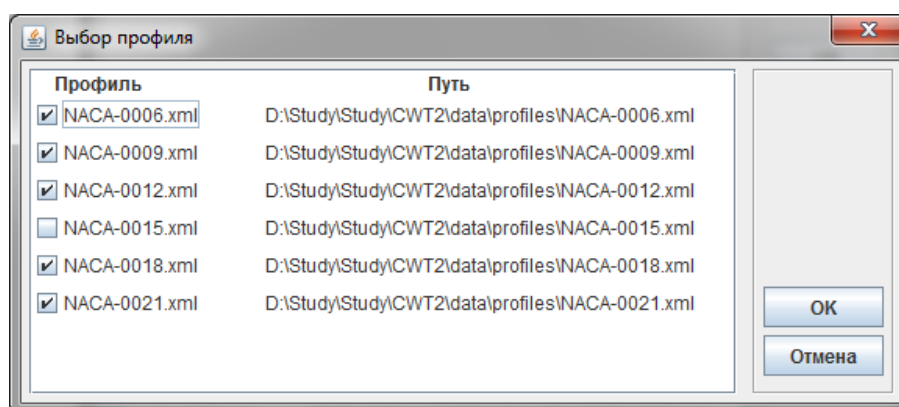 Выбор профиля
Профиль Путь
NACA-0006.xml D:\Study\Study\CWT2\data\profiles\NACA-0006.xml
NACA-0009.xml D:\Study\Study\CWT2\data\profiles\NACA-0009.xml
NACA-0012.xml D:\Study\Study\CWT2\data\profiles\NACA-0012.xml
NACA-0015.xml D:\Study\Study\CWT2\data\profiles\NACA-0015.xml
NACA-0018.xml D:\Study\Study\CWT2\data\profiles\NACA-0018.xml
NACA-0021.xml D:\Study\Study\CWT2\data\profiles\NACA-0021.xml
OK
Отмена